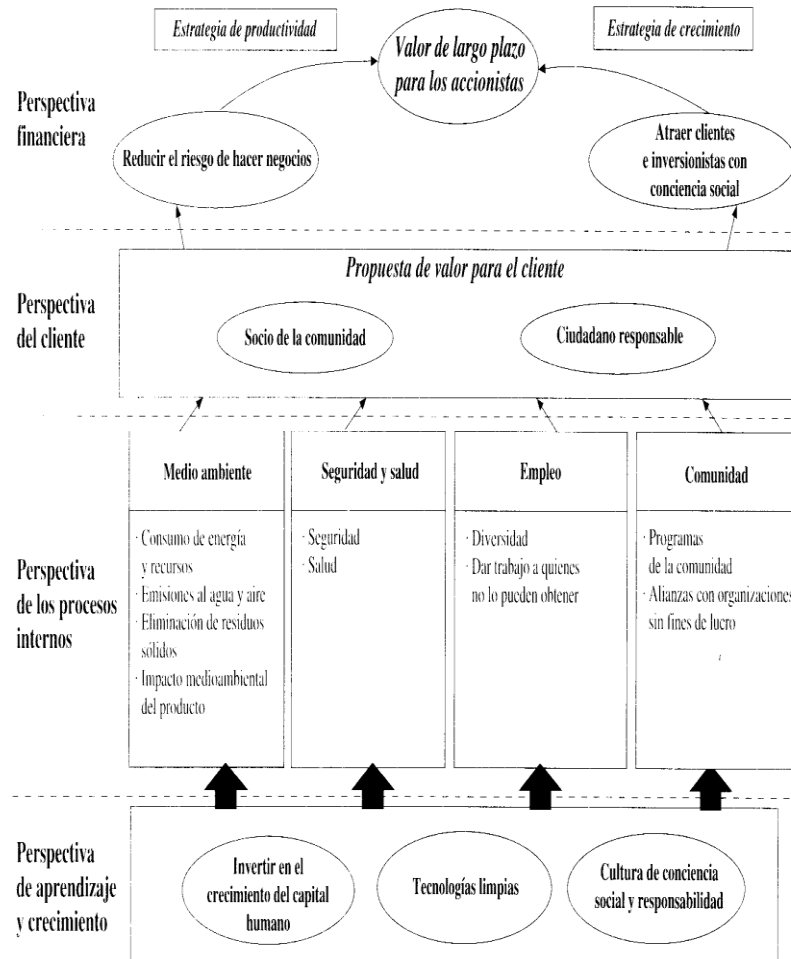 Estrategia de productividad
Estrategia de crecimiento
Valor de largo plazo
para los accionistas
Perspectiva
financiera
Reducir el riesgo de hacer negocios
Atraer clientes
e inversionistas con
conciencia social
Propuesta de valor para el cliente
Perspectiva
del cliente
Socio de la comunidad
Ciudadano responsable
Perspectiva
de los procesos
internos
Medio ambiente
· Consumo de energía
y recursos
· Emisiones al agua y aire
· Eliminación de residuos
sólidos
· Impacto medioambiental
del producto
Seguridad y salud
· Seguridad
· Salud
Empleo
· Diversidad
· Dar trabajo a quienes
no lo pueden obtener
Comunidad
· Programas
de la comunidad
· Alianzas con organizaciones
sin fines de lucro
Perspectiva
de aprendizaje
y crecimiento
Invertir en el
crecimiento del capital
humano
Tecnologías limpias
Cultura de conciencia
social y responsabilidad